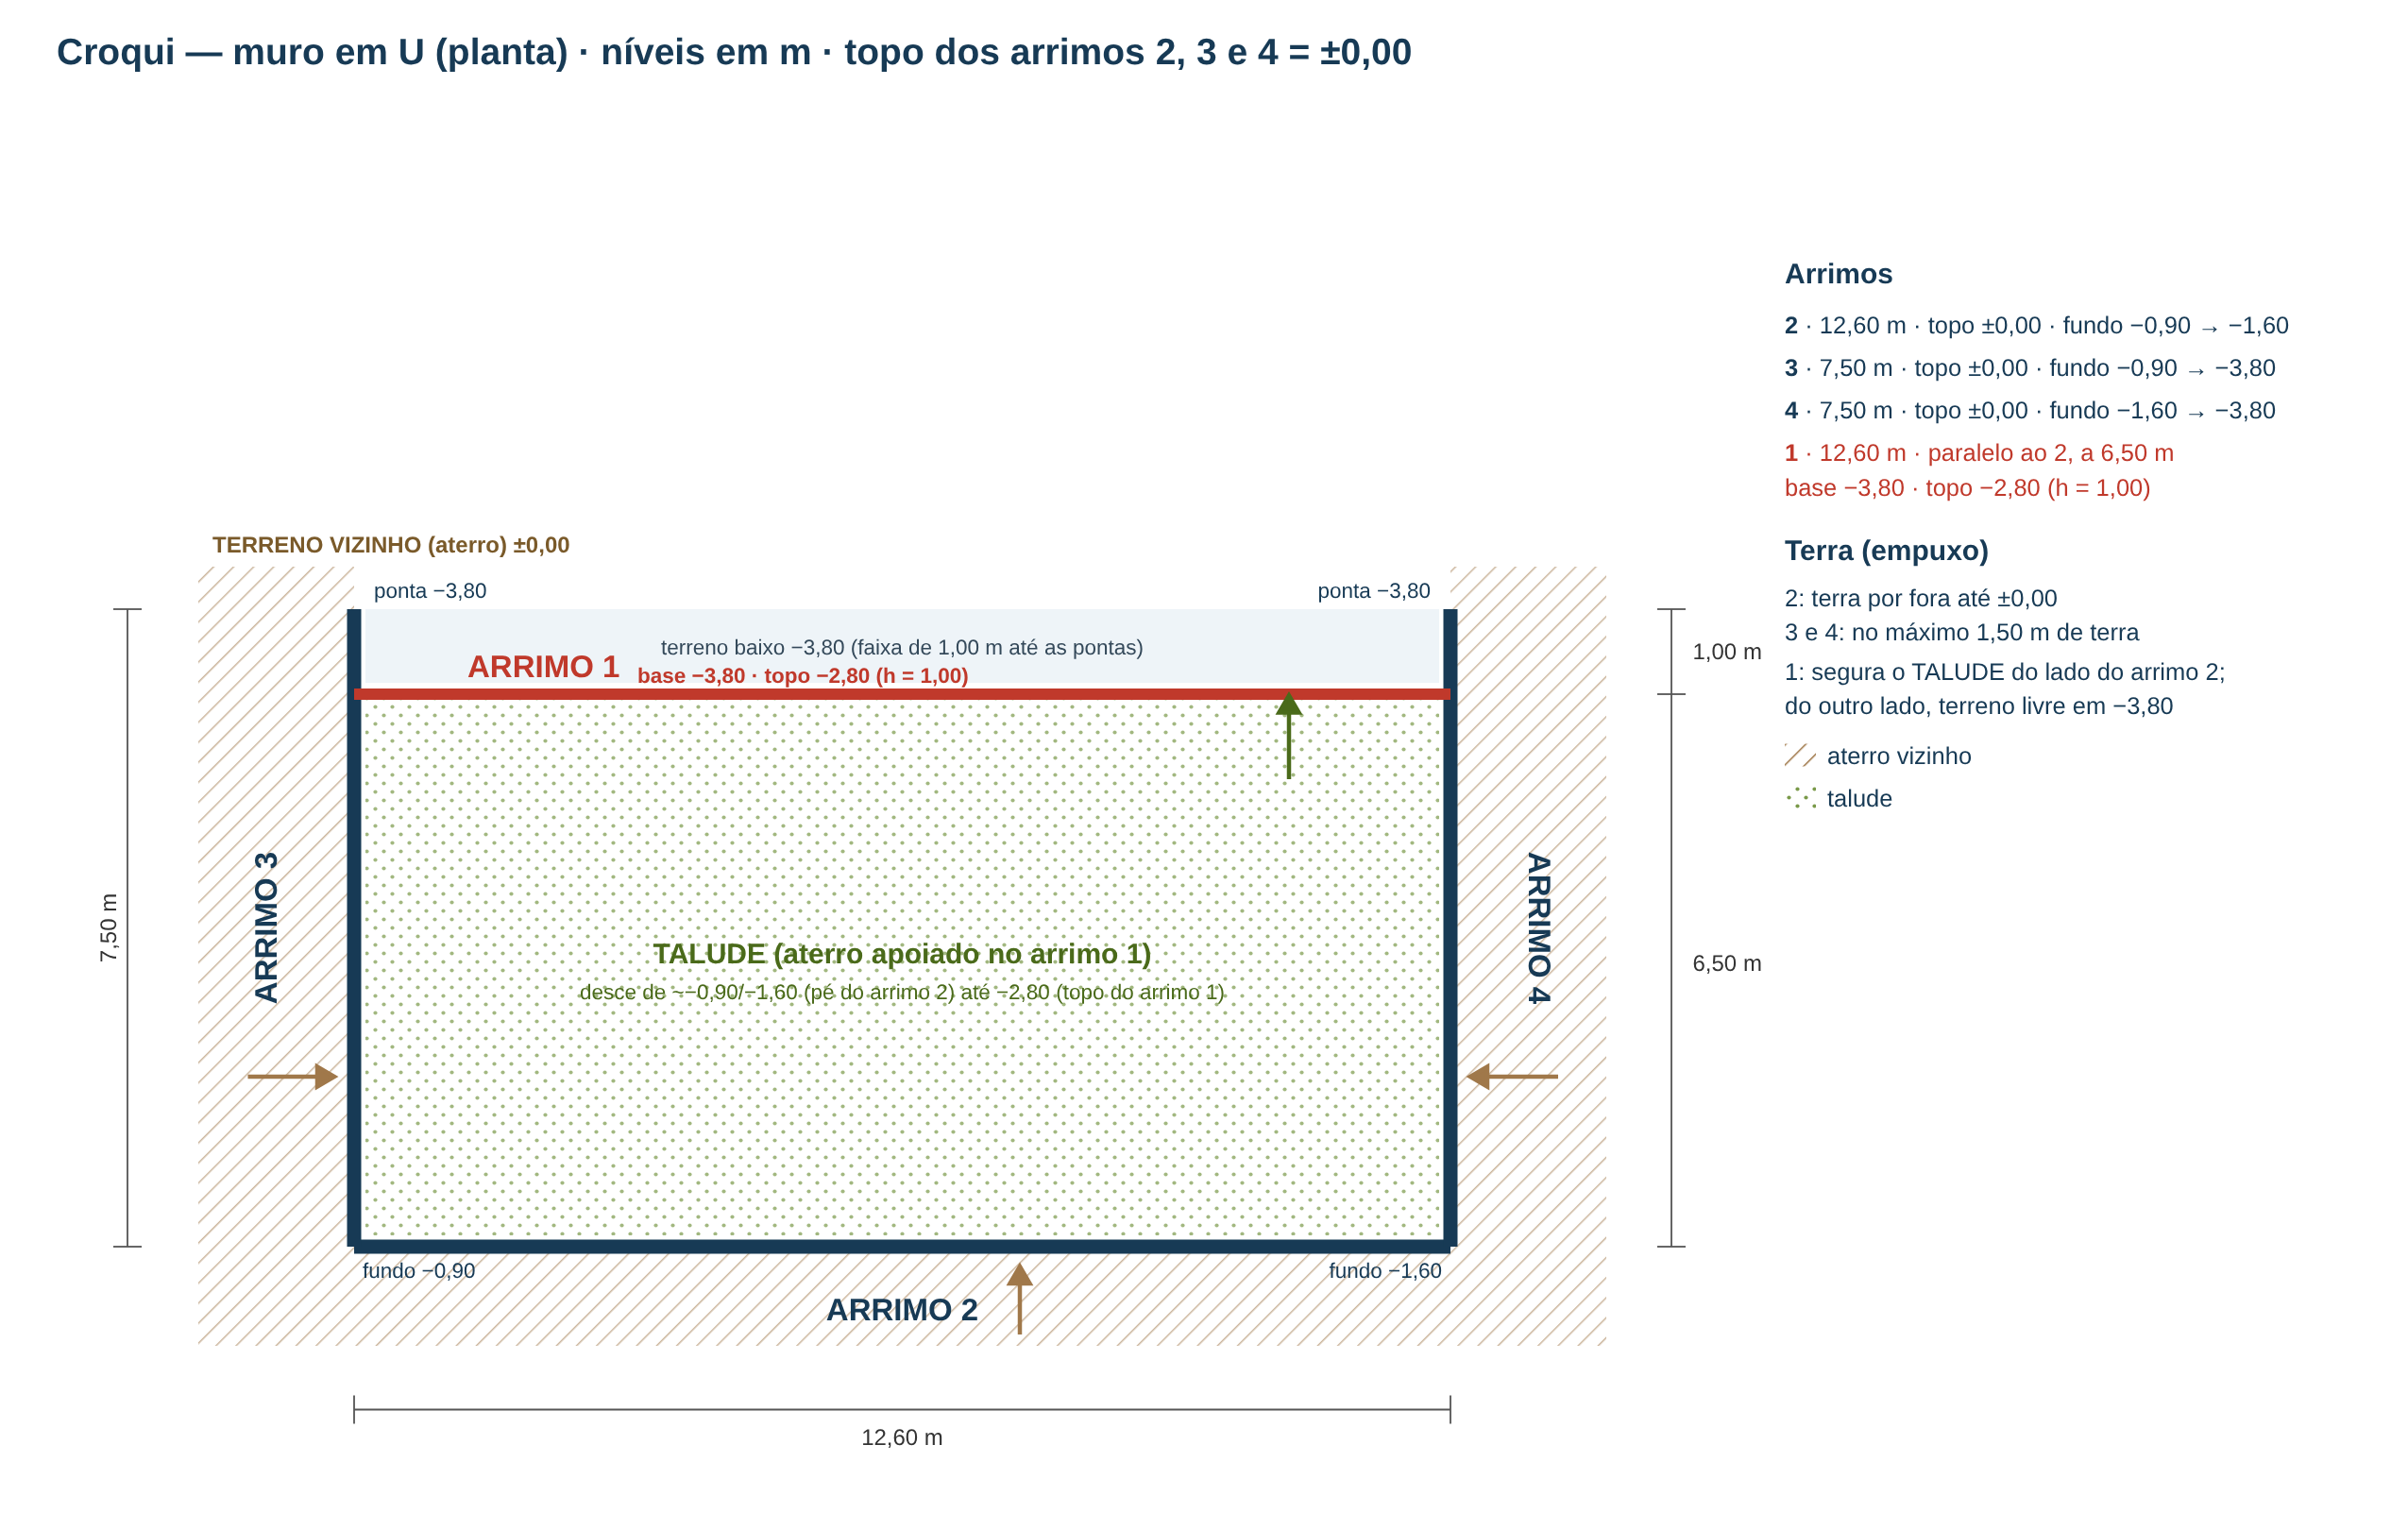 Croqui — muro em U (planta) · níveis em m · topo dos arrimos 2, 3 e 4 = ±0,00
Arrimos
2 · 12,60 m · topo ±0,00 · fundo −0,90 → −1,60
3 · 7,50 m · topo ±0,00 · fundo −0,90 → −3,80
4 · 7,50 m · topo ±0,00 · fundo −1,60 → −3,80
1 · 12,60 m · paralelo ao 2, a 6,50 m
base −3,80 · topo −2,80 (h = 1,00)
Terra (empuxo)
2: terra por fora até ±0,00
3 e 4: no máximo 1,50 m de terra
1: segura o TALUDE do lado do arrimo 2;
do outro lado, terreno livre em −3,80
aterro vizinho
talude
TERRENO VIZINHO (aterro) ±0,00
ponta −3,80
ponta −3,80
terreno baixo −3,80 (faixa de 1,00 m até as pontas)
ARRIMO 1
base −3,80 · topo −2,80 (h = 1,00)
1,00 m
7,50 m
ARRIMO 3
ARRIMO 4
6,50 m
TALUDE (aterro apoiado no arrimo 1)
desce de ~−0,90/−1,60 (pé do arrimo 2) até −2,80 (topo do arrimo 1)
fundo −0,90
fundo −1,60
ARRIMO 2
12,60 m